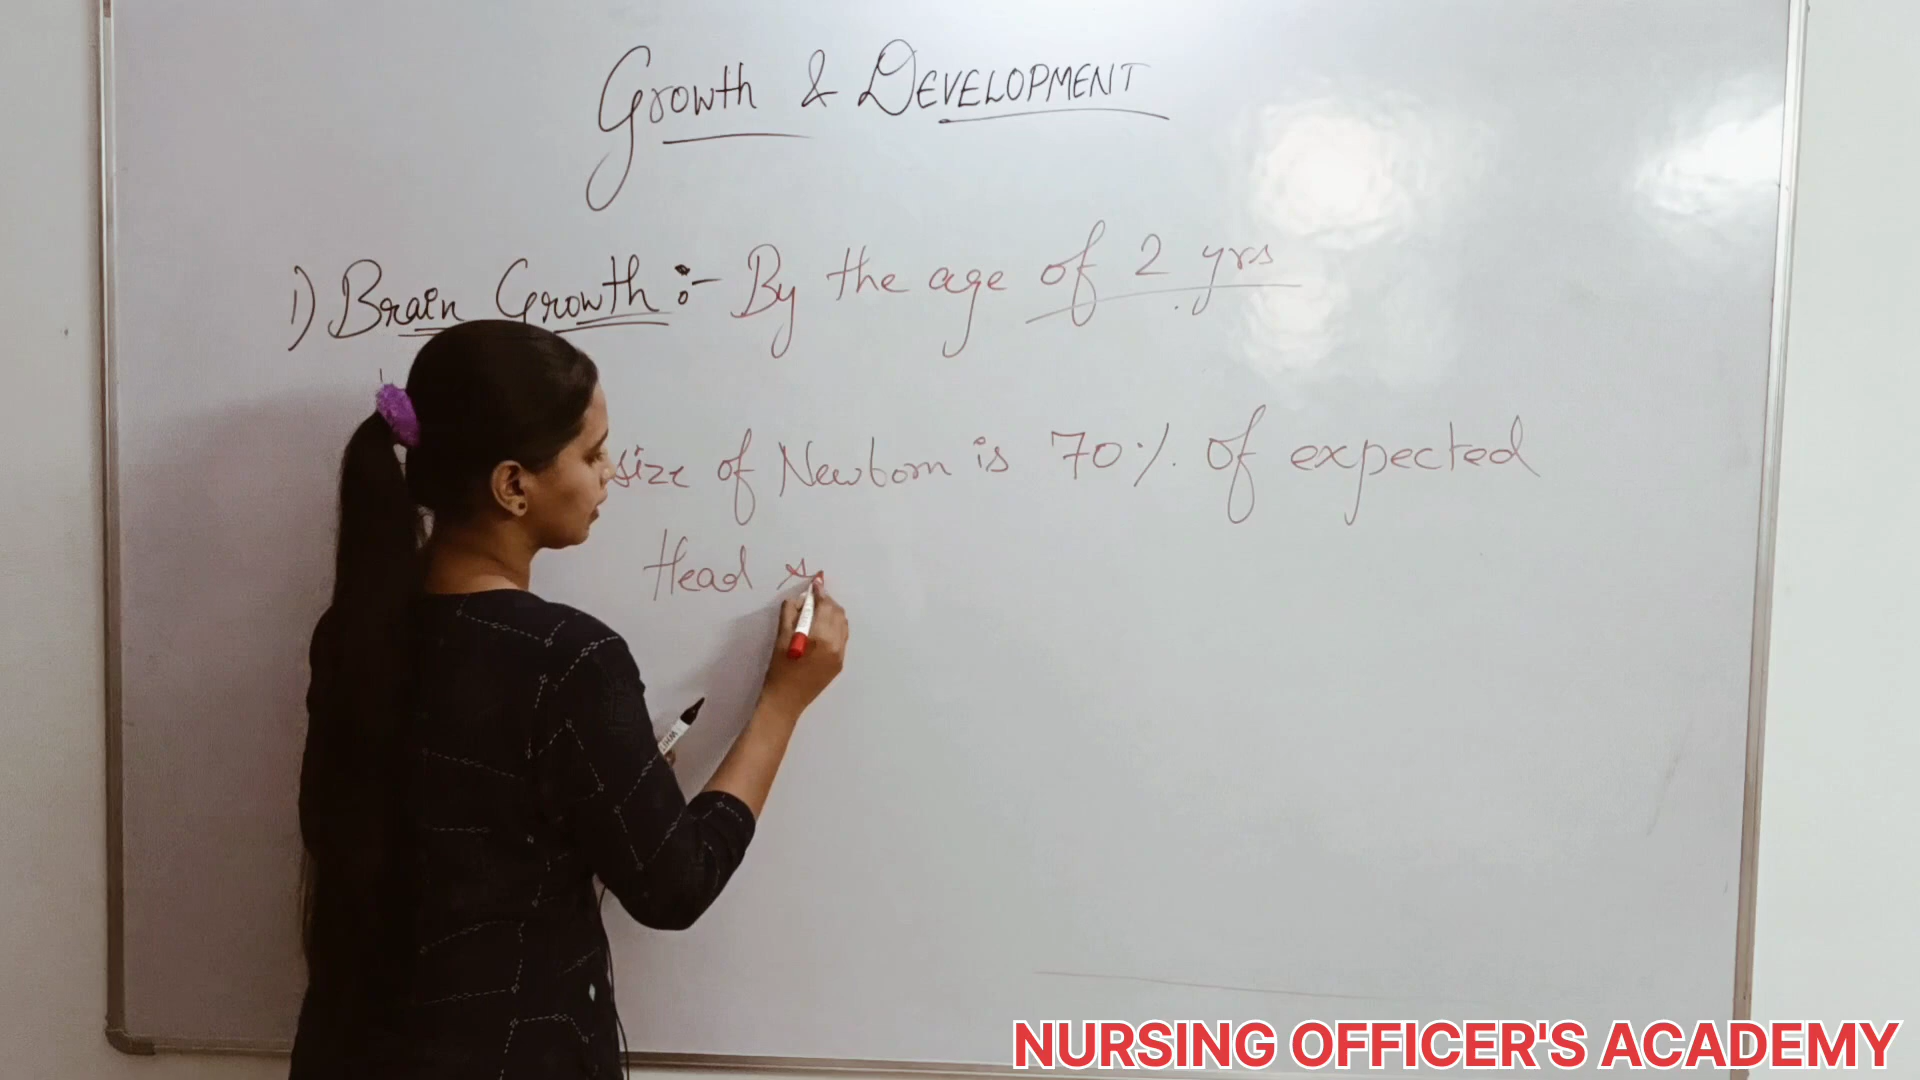 Growth & DEVELOPMENT
1) Brain Growth :- By the age of 2 yrs
size of Newborn is 70% of expected
Head
NURSING OFFICER'S ACADEMY